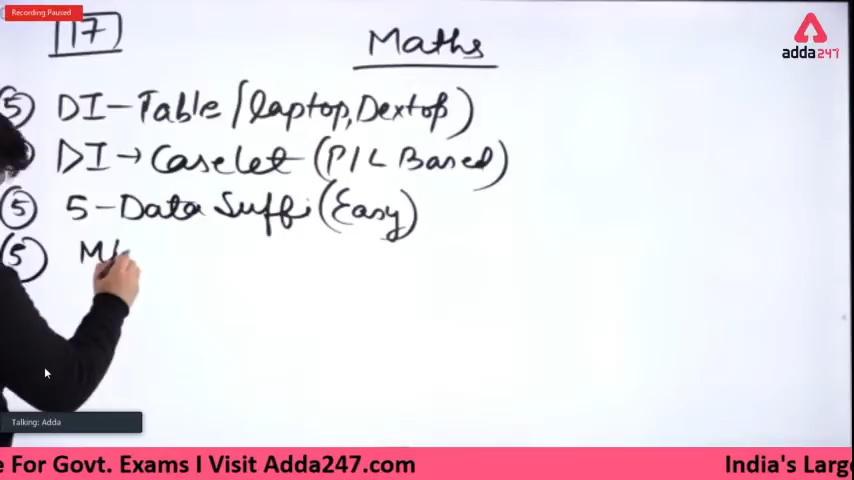 Recording Paused
17
Maths
adda247
5 DI-Table (laptop, Dextop)
DI→ Caselet (P/L Based)
5 5-Data Suffi (Easy)
5 M
Talking: Adda
e For Govt. Exams I Visit Adda247.com
India's Large